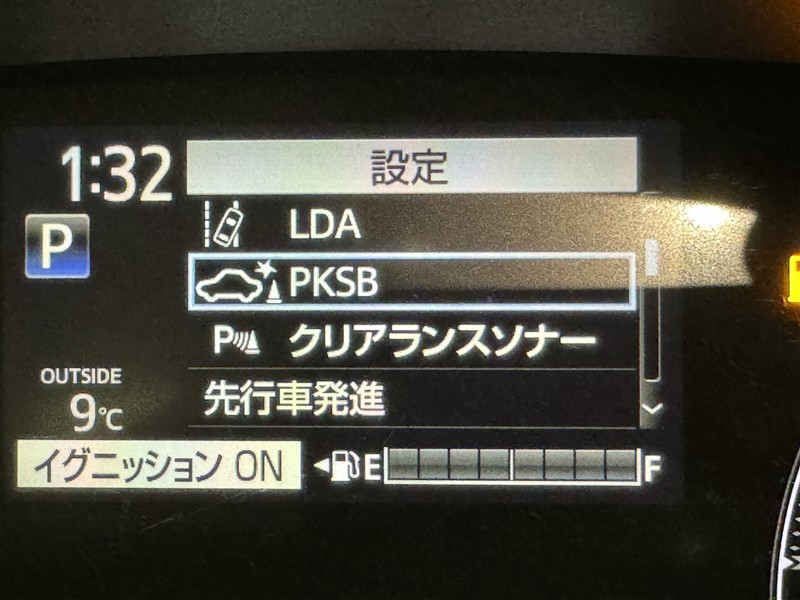 1:32
設定
P
LDA
PKSB
P クリアランスソナー
先行車発進
OUTSIDE
9℃
イグニッション ON
E F